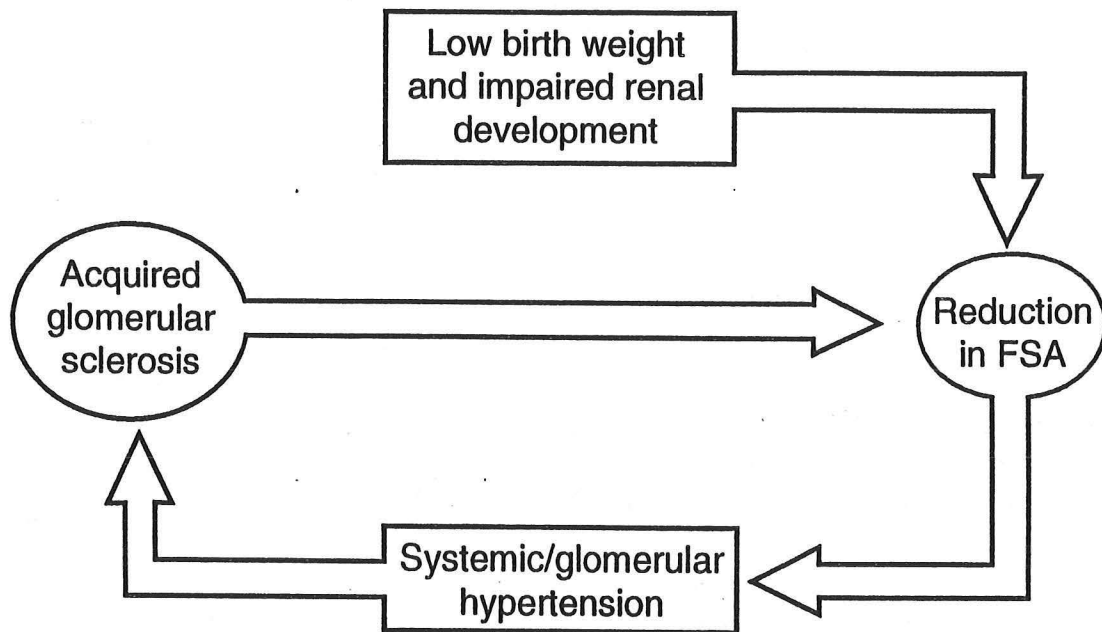 Low birth weight
and impaired renal
development
Acquired
glomerular
sclerosis
Reduction
in FSA
Systemic/glomerular
hypertension